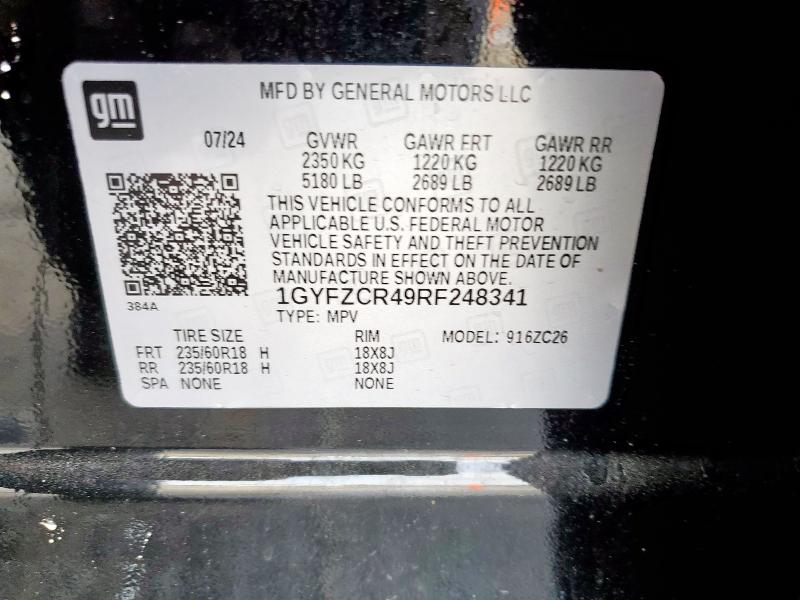 gm
MFD BY GENERAL MOTORS LLC
07/24 GVWR GAWR FRT GAWR RR
2350 KG 1220 KG 1220 KG
5180 LB 2689 LB 2689 LB
THIS VEHICLE CONFORMS TO ALL
APPLICABLE U.S. FEDERAL MOTOR
VEHICLE SAFETY AND THEFT PREVENTION
STANDARDS IN EFFECT ON THE DATE OF
MANUFACTURE SHOWN ABOVE.
384A
1GYFZCR49RF248341
TYPE: MPV
TIRE SIZE RIM MODEL: 916ZC26
FRT 235/60R18 H 18X8J
RR 235/60R18 H 18X8J
SPA NONE NONE